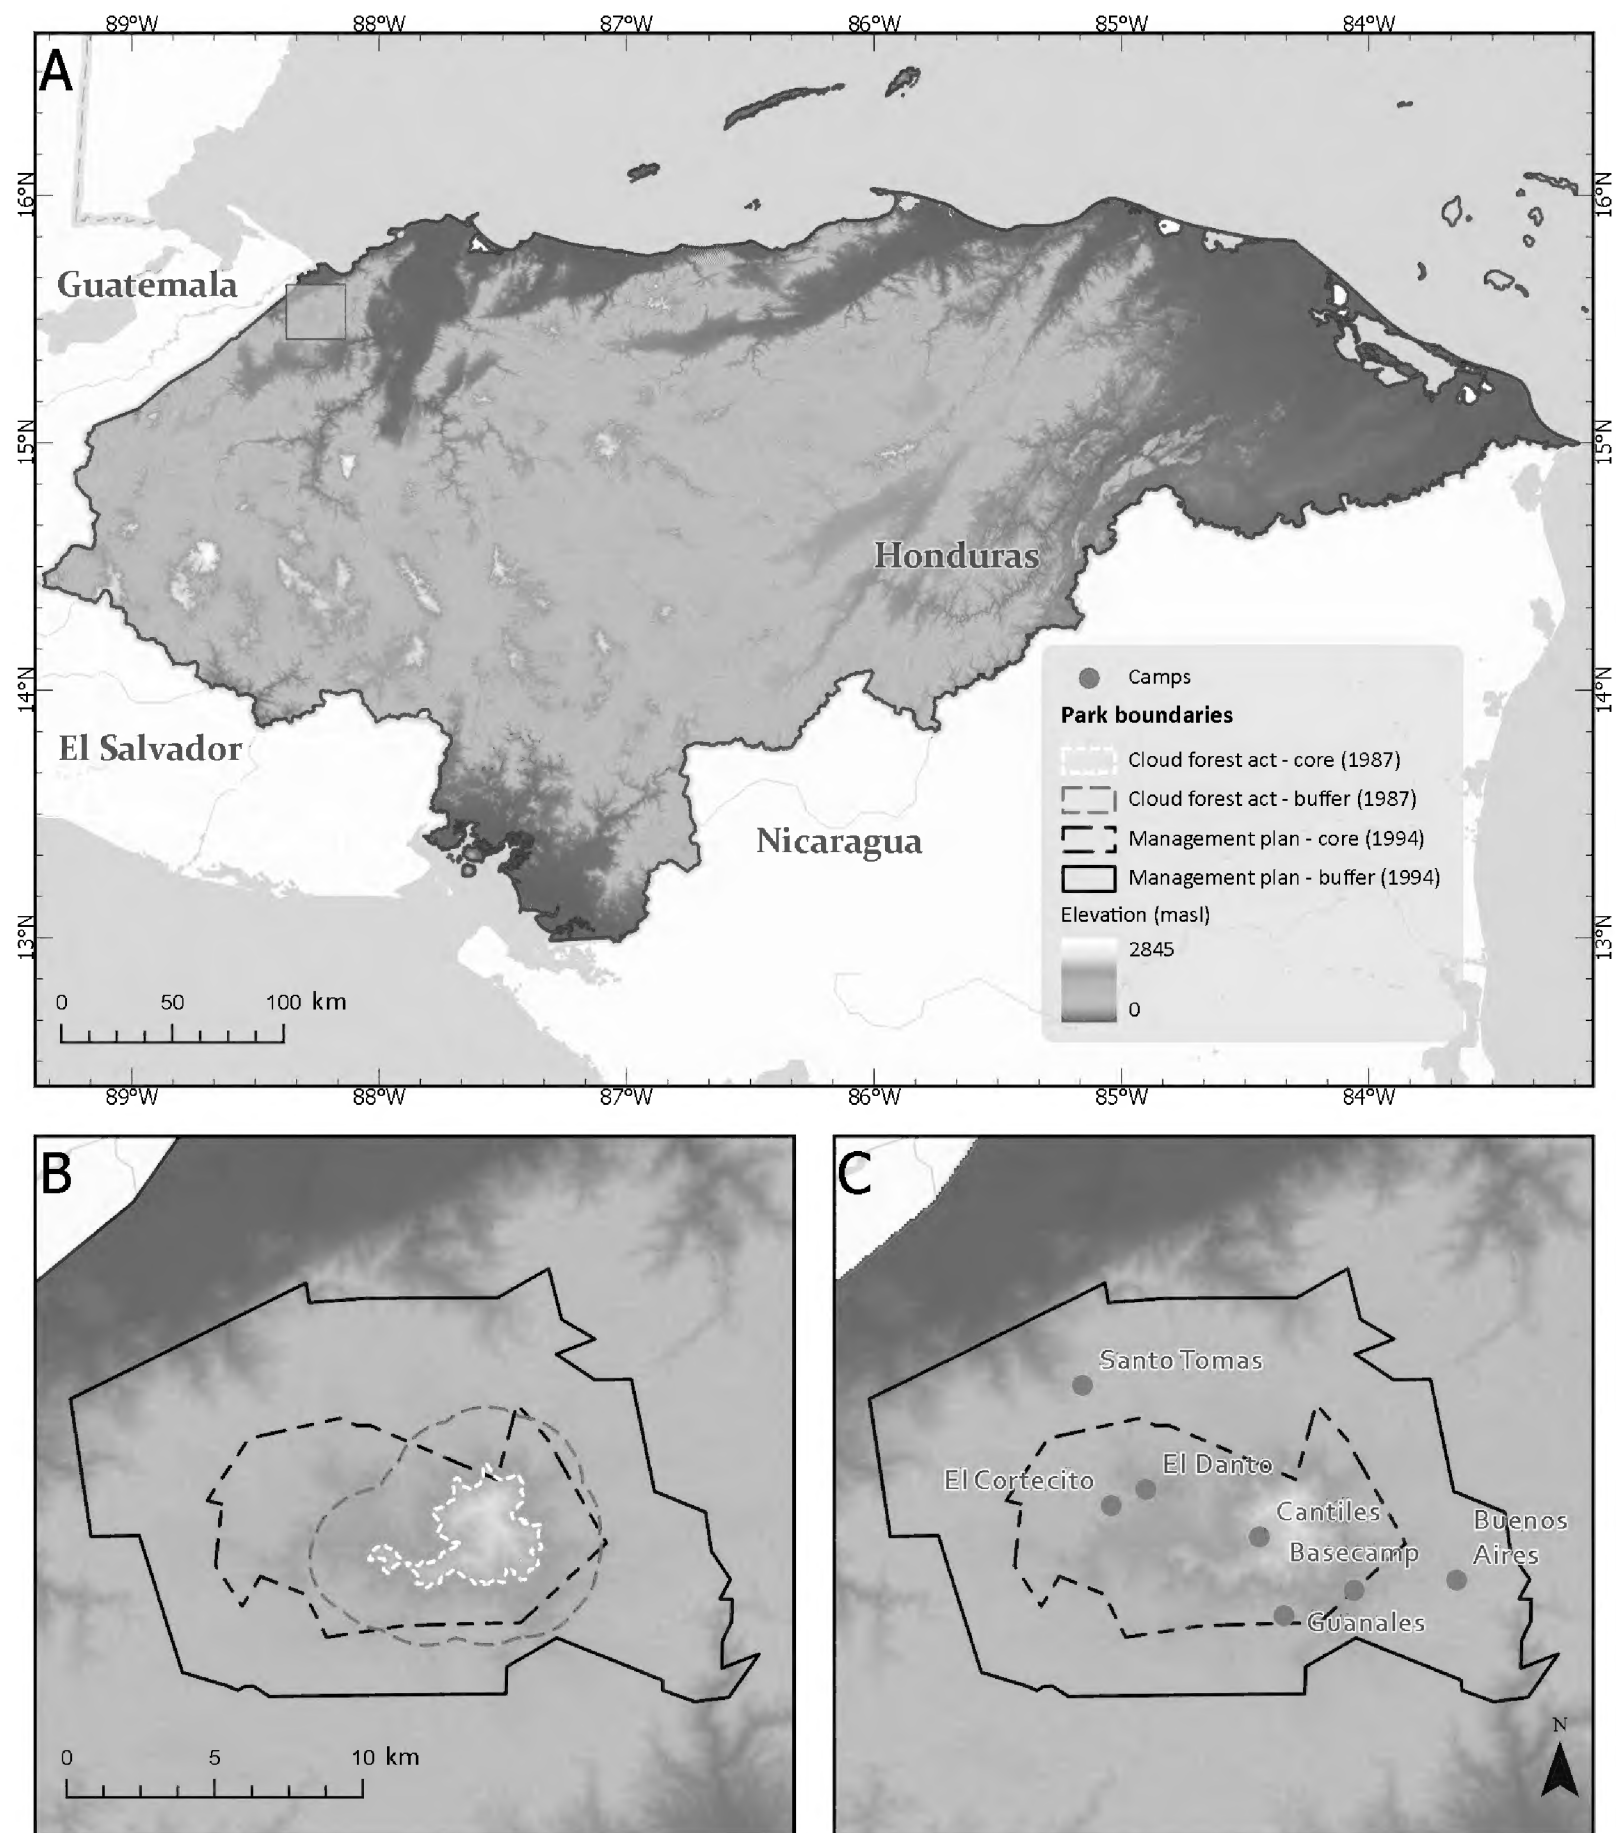 89°W 88°W 87°W 86°W 85°W 84°W
A
16°N 16°N
Guatemala
15°N 15°N
Honduras
14°N 14°N
Camps
Park boundaries
El Salvador
Cloud forest act - core (1987)
Cloud forest act - buffer (1987)
Nicaragua
Management plan - core (1994)
Management plan - buffer (1994)
Elevation (masl)
13°N 13°N
2845
0
0 50 100 km
89°W 88°W 87°W 86°W 85°W 84°W
B
0 5 10 km
C
Santo Tomas
El Danto
El Cortecito
Cantiles
Buenos
Aires
Basecamp
Guanales
N